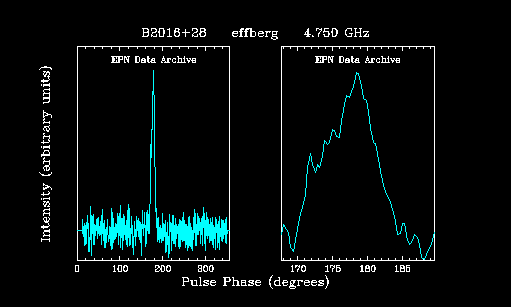 B2016+28 effberg 4.750 GHz
EPN Data Archive EPN Data Archive
Intensity (arbitrary units)
0 100 200 300 170 175 180 185
Pulse Phase (degrees)